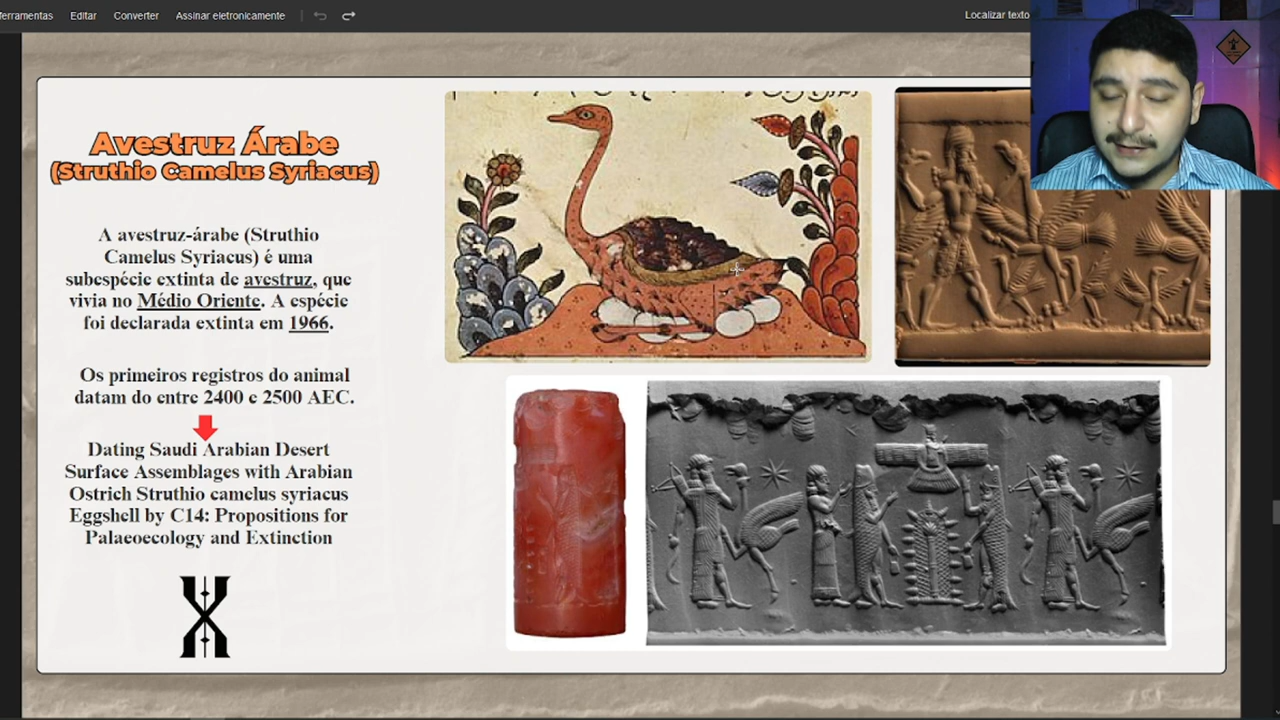 ferramentas Editar Converter Assinar eletronicamente
Localizar texto
Avestruz Árabe
(Struthio Camelus Syriacus)
A avestruz-árabe (Struthio
Camelus Syriacus) é uma
subespécie extinta de avestruz, que
vivia no Médio Oriente. A espécie
foi declarada extinta em 1966.
Os primeiros registros do animal
datam do entre 2400 e 2500 AEC.
Dating Saudi Arabian Desert
Surface Assemblages with Arabian
Ostrich Struthio camelus syriacus
Eggshell by C14: Propositions for
Palaeoecology and Extinction